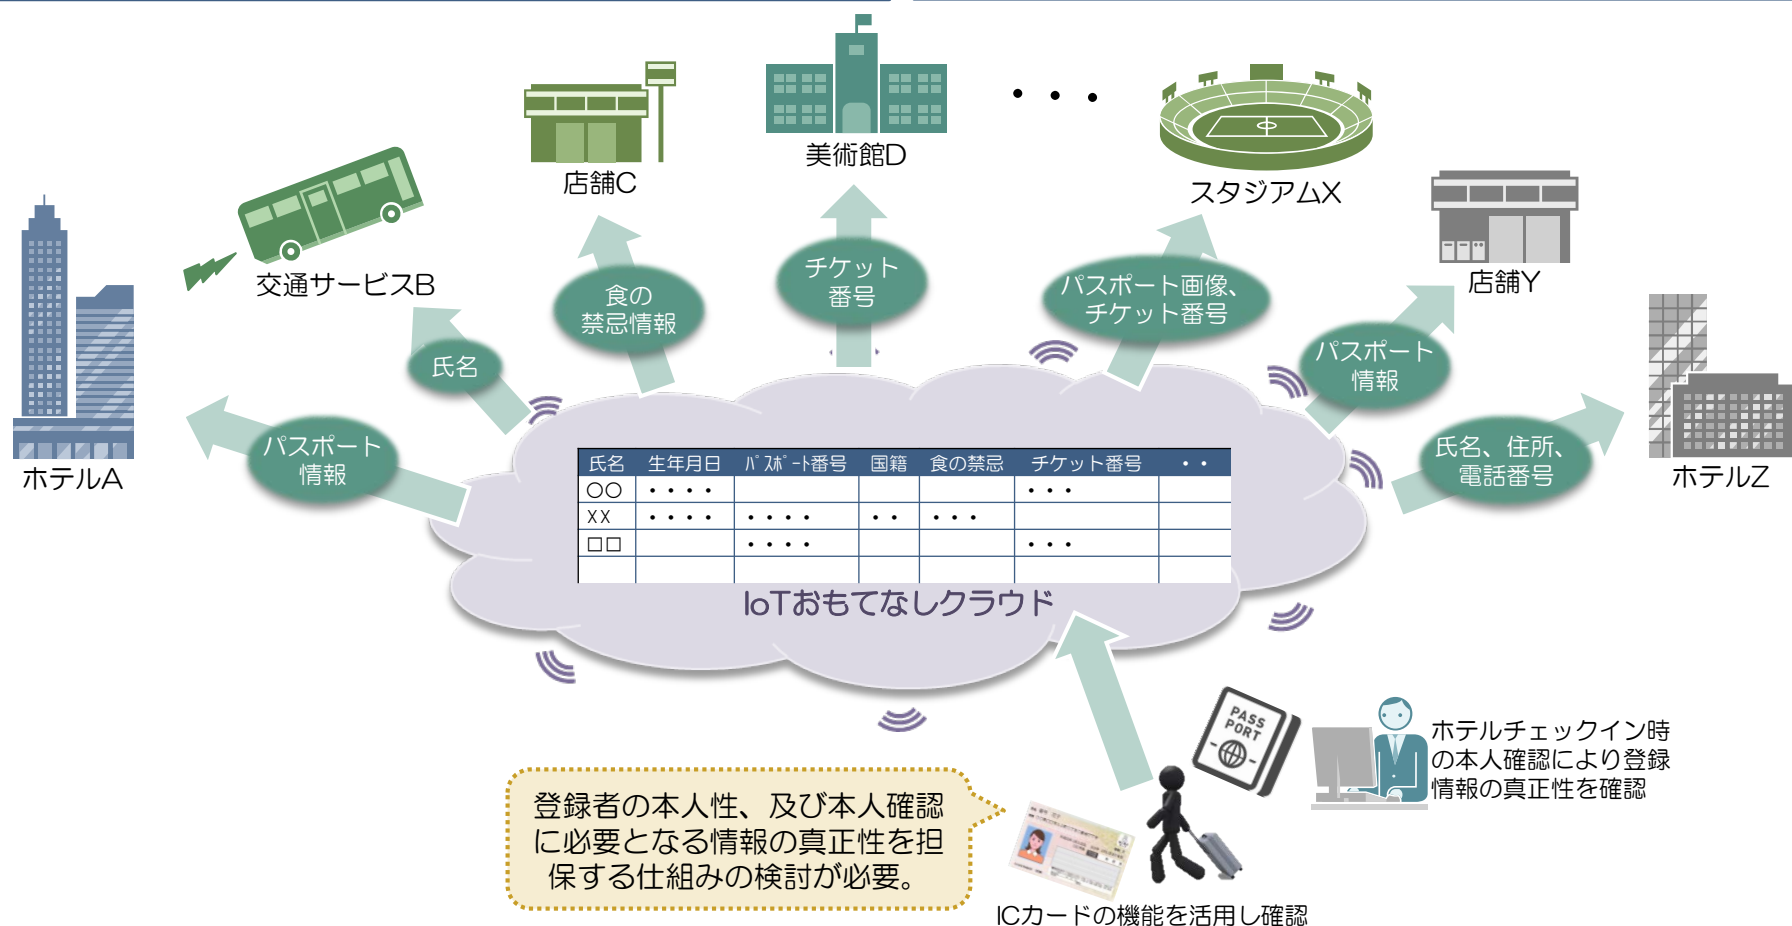 美術館D
店舗C
スタジアムX
交通サービスB
店舗Y
ホテルA
ホテルZ
パスポート
情報
氏名
食の
禁忌情報
チケット
番号
パスポート画像、
チケット番号
パスポート
情報
氏名、住所、
電話番号
氏名 生年月日 ﾊﾟｽﾎﾟｰﾄ番号 国籍 食の禁忌 チケット番号 ・・
○○ ・・・・ ・・・
XX ・・・・ ・・・・ ・・ ・・・
□□ ・・・・ ・・・
IoTおもてなしクラウド
PASS
PORT
ホテルチェックイン時
の本人確認により登録
情報の真正性を確認
登録者の本人性、及び本人確認
に必要となる情報の真正性を担
保する仕組みの検討が必要。
ICカードの機能を活用し確認